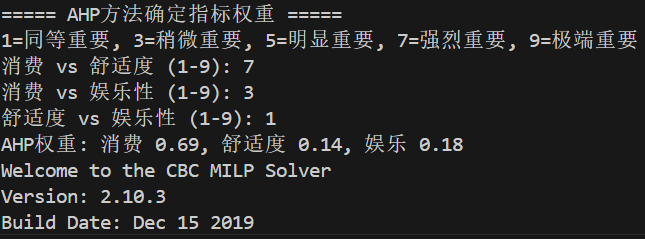 ===== AHP方法确定指标权重 =====
1=同等重要, 3=稍微重要, 5=明显重要, 7=强烈重要, 9=极端重要
消费 vs 舒适度 (1-9): 7
消费 vs 娱乐性 (1-9): 3
舒适度 vs 娱乐性 (1-9): 1
AHP权重: 消费 0.69, 舒适度 0.14, 娱乐 0.18
Welcome to the CBC MILP Solver
Version: 2.10.3
Build Date: Dec 15 2019